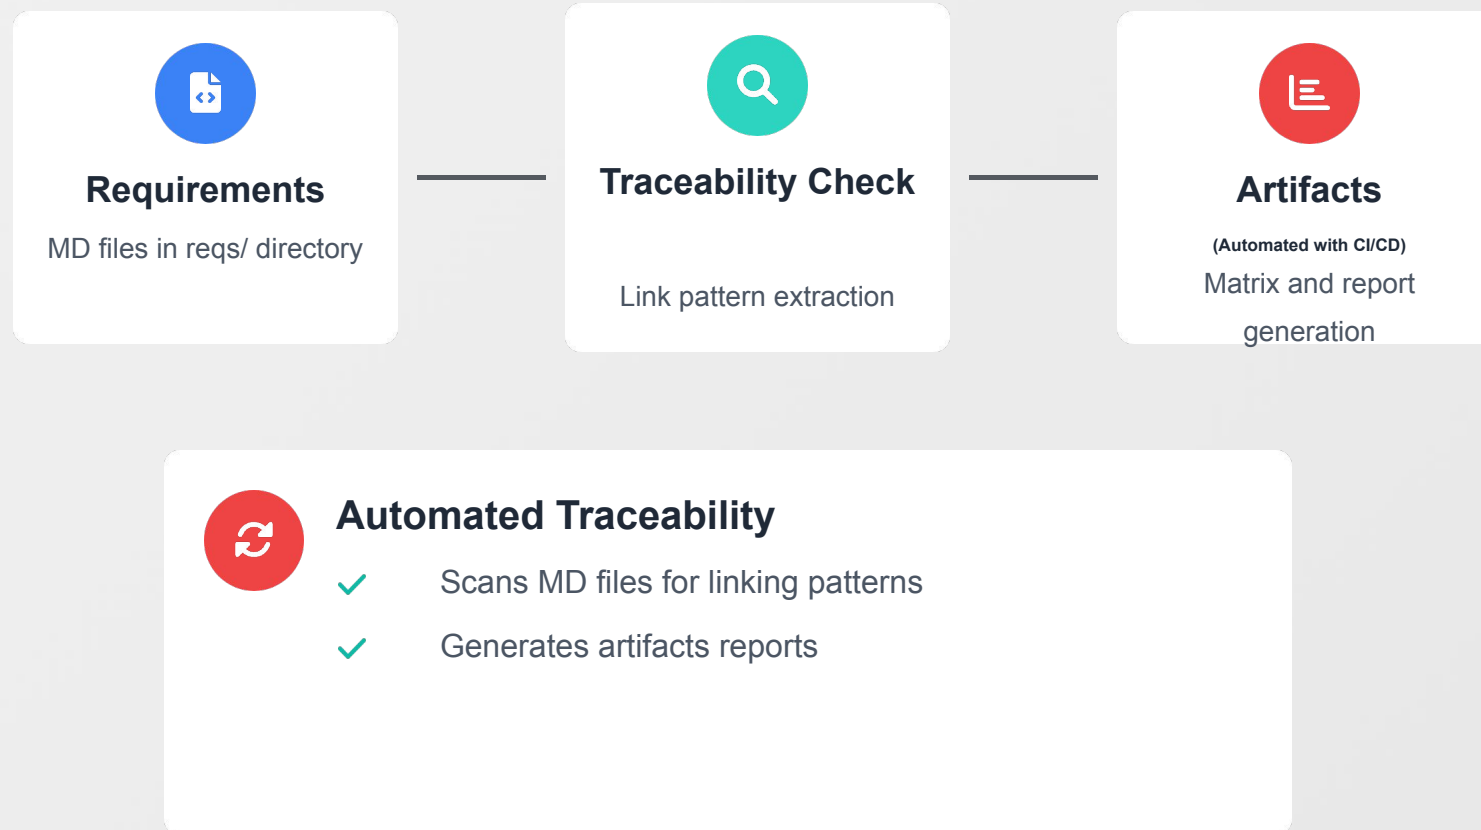 Requirements
MD files in reqs/ directory
Traceability Check
Link pattern extraction
Artifacts
(Automated with CI/CD)
Matrix and report
generation
Automated Traceability
Scans MD files for linking patterns
Generates artifacts reports